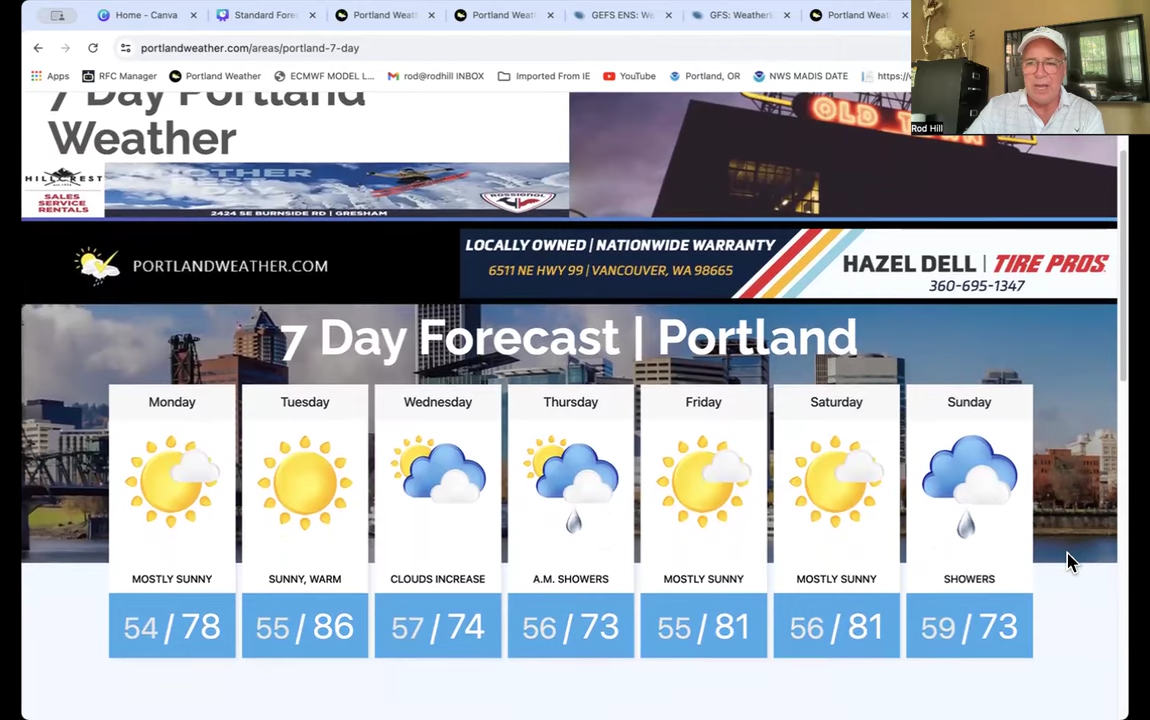 Home - Canva
Standard Fore
Portland Weat
Portland Weat
GEFS ENS: We
GFS: Weather
Portland Weat
portlandweather.com/areas/portland-7-day
Apps
RFC Manager
Portland Weather
ECMWF MODEL L...
rod@rodhill INBOX
Imported From IE
YouTube
Portland, OR
NWS MADIS DATE
https://
Rod Hill
7 Day Portland
Weather
HILLCREST
SALES
SERVICE
RENTALS
2424 SE BURNSIDE RD | GRESHAM
ROSSIGNOL
OLD T
PORTLANDWEATHER.COM
LOCALLY OWNED | NATIONWIDE WARRANTY
6511 NE HWY 99 | VANCOUVER, WA 98665
HAZEL DELL | TIRE PROS
360-695-1347
7 Day Forecast | Portland
Monday
MOSTLY SUNNY
54 / 78
Tuesday
SUNNY, WARM
55 / 86
Wednesday
CLOUDS INCREASE
57 / 74
Thursday
A.M. SHOWERS
56 / 73
Friday
MOSTLY SUNNY
55 / 81
Saturday
MOSTLY SUNNY
56 / 81
Sunday
SHOWERS
59 / 73